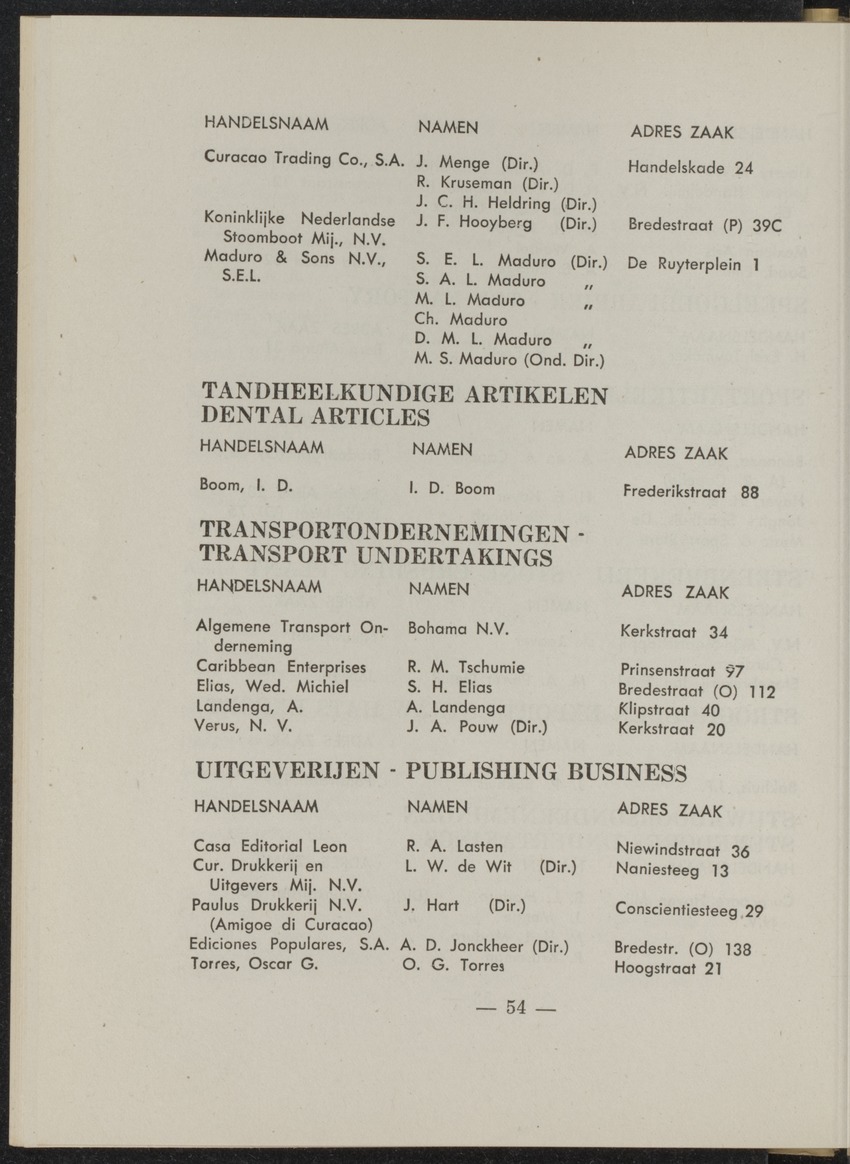 HANDELSNAAM NAMEN ADRES ZAAK
Curacao Trading Co., S.A. J. Menge (Dir.) Handelskade 24
R. Kruseman (Dir.)
J. C. H. Heldring (Dir.)
Koninklijke Nederlandse J. F. Hooyberg (Dir.) Bredestraat (P) 39C
Stoomboot Mij., N.V.
Maduro & Sons N.V., S. E. L. Maduro (Dir.) De Ruyterplein 1
S.E.L. S. A. L. Maduro „
M. L. Maduro „
Ch. Maduro
D. M. L. Maduro „
M. S. Maduro (Ond. Dir.)
TANDHEELKUNDIGE ARTIKELEN
DENTAL ARTICLES
HANDELSNAAM NAMEN ADRES ZAAK
Boom, I. D. I. D. Boom Frederikstraat 88
TRANSPORTONDERNEMINGEN -
TRANSPORT UNDERTAKINGS
HANDELSNAAM NAMEN ADRES ZAAK
Algemene Transport On- Bohama N.V. Kerkstraat 34
derneming
Caribbean Enterprises R. M. Tschumie Prinsenstraat 97
Elias, Wed. Michiel S. H. Elias Bredestraat (O) 112
Landenga, A. A. Landenga Klipstraat 40
Verus, N. V. J. A. Pouw (Dir.) Kerkstraat 20
UITGEVERIJEN - PUBLISHING BUSINESS
HANDELSNAAM NAMEN ADRES ZAAK
Casa Editorial Leon R. A. Lasten Niewindstraat 36
Cur. Drukkerij en L. W. de Wit (Dir.) Naniesteeg 13
Uitgevers Mij. N.V.
Paulus Drukkerij N.V. J. Hart (Dir.) Conscientiesteeg 29
(Amigoe di Curacao)
Ediciones Populares, S.A. A. D. Jonckheer (Dir.) Bredestr. (O) 138
Torres, Oscar G. O. G. Torres Hoogstraat 21
— 54 —